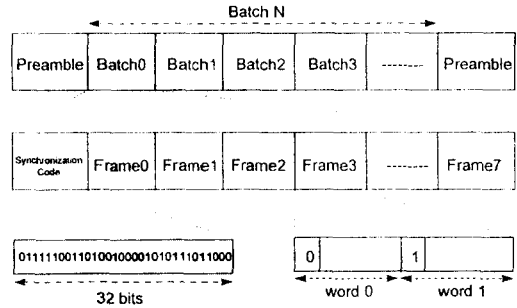 Batch N
Preamble Batch0 Batch1 Batch2 Batch3 ------- Preamble
Synchronization Code Frame0 Frame1 Frame2 Frame3 ------- Frame7
01111100110100100001010111011000 0 1
32 bits word 0 word 1